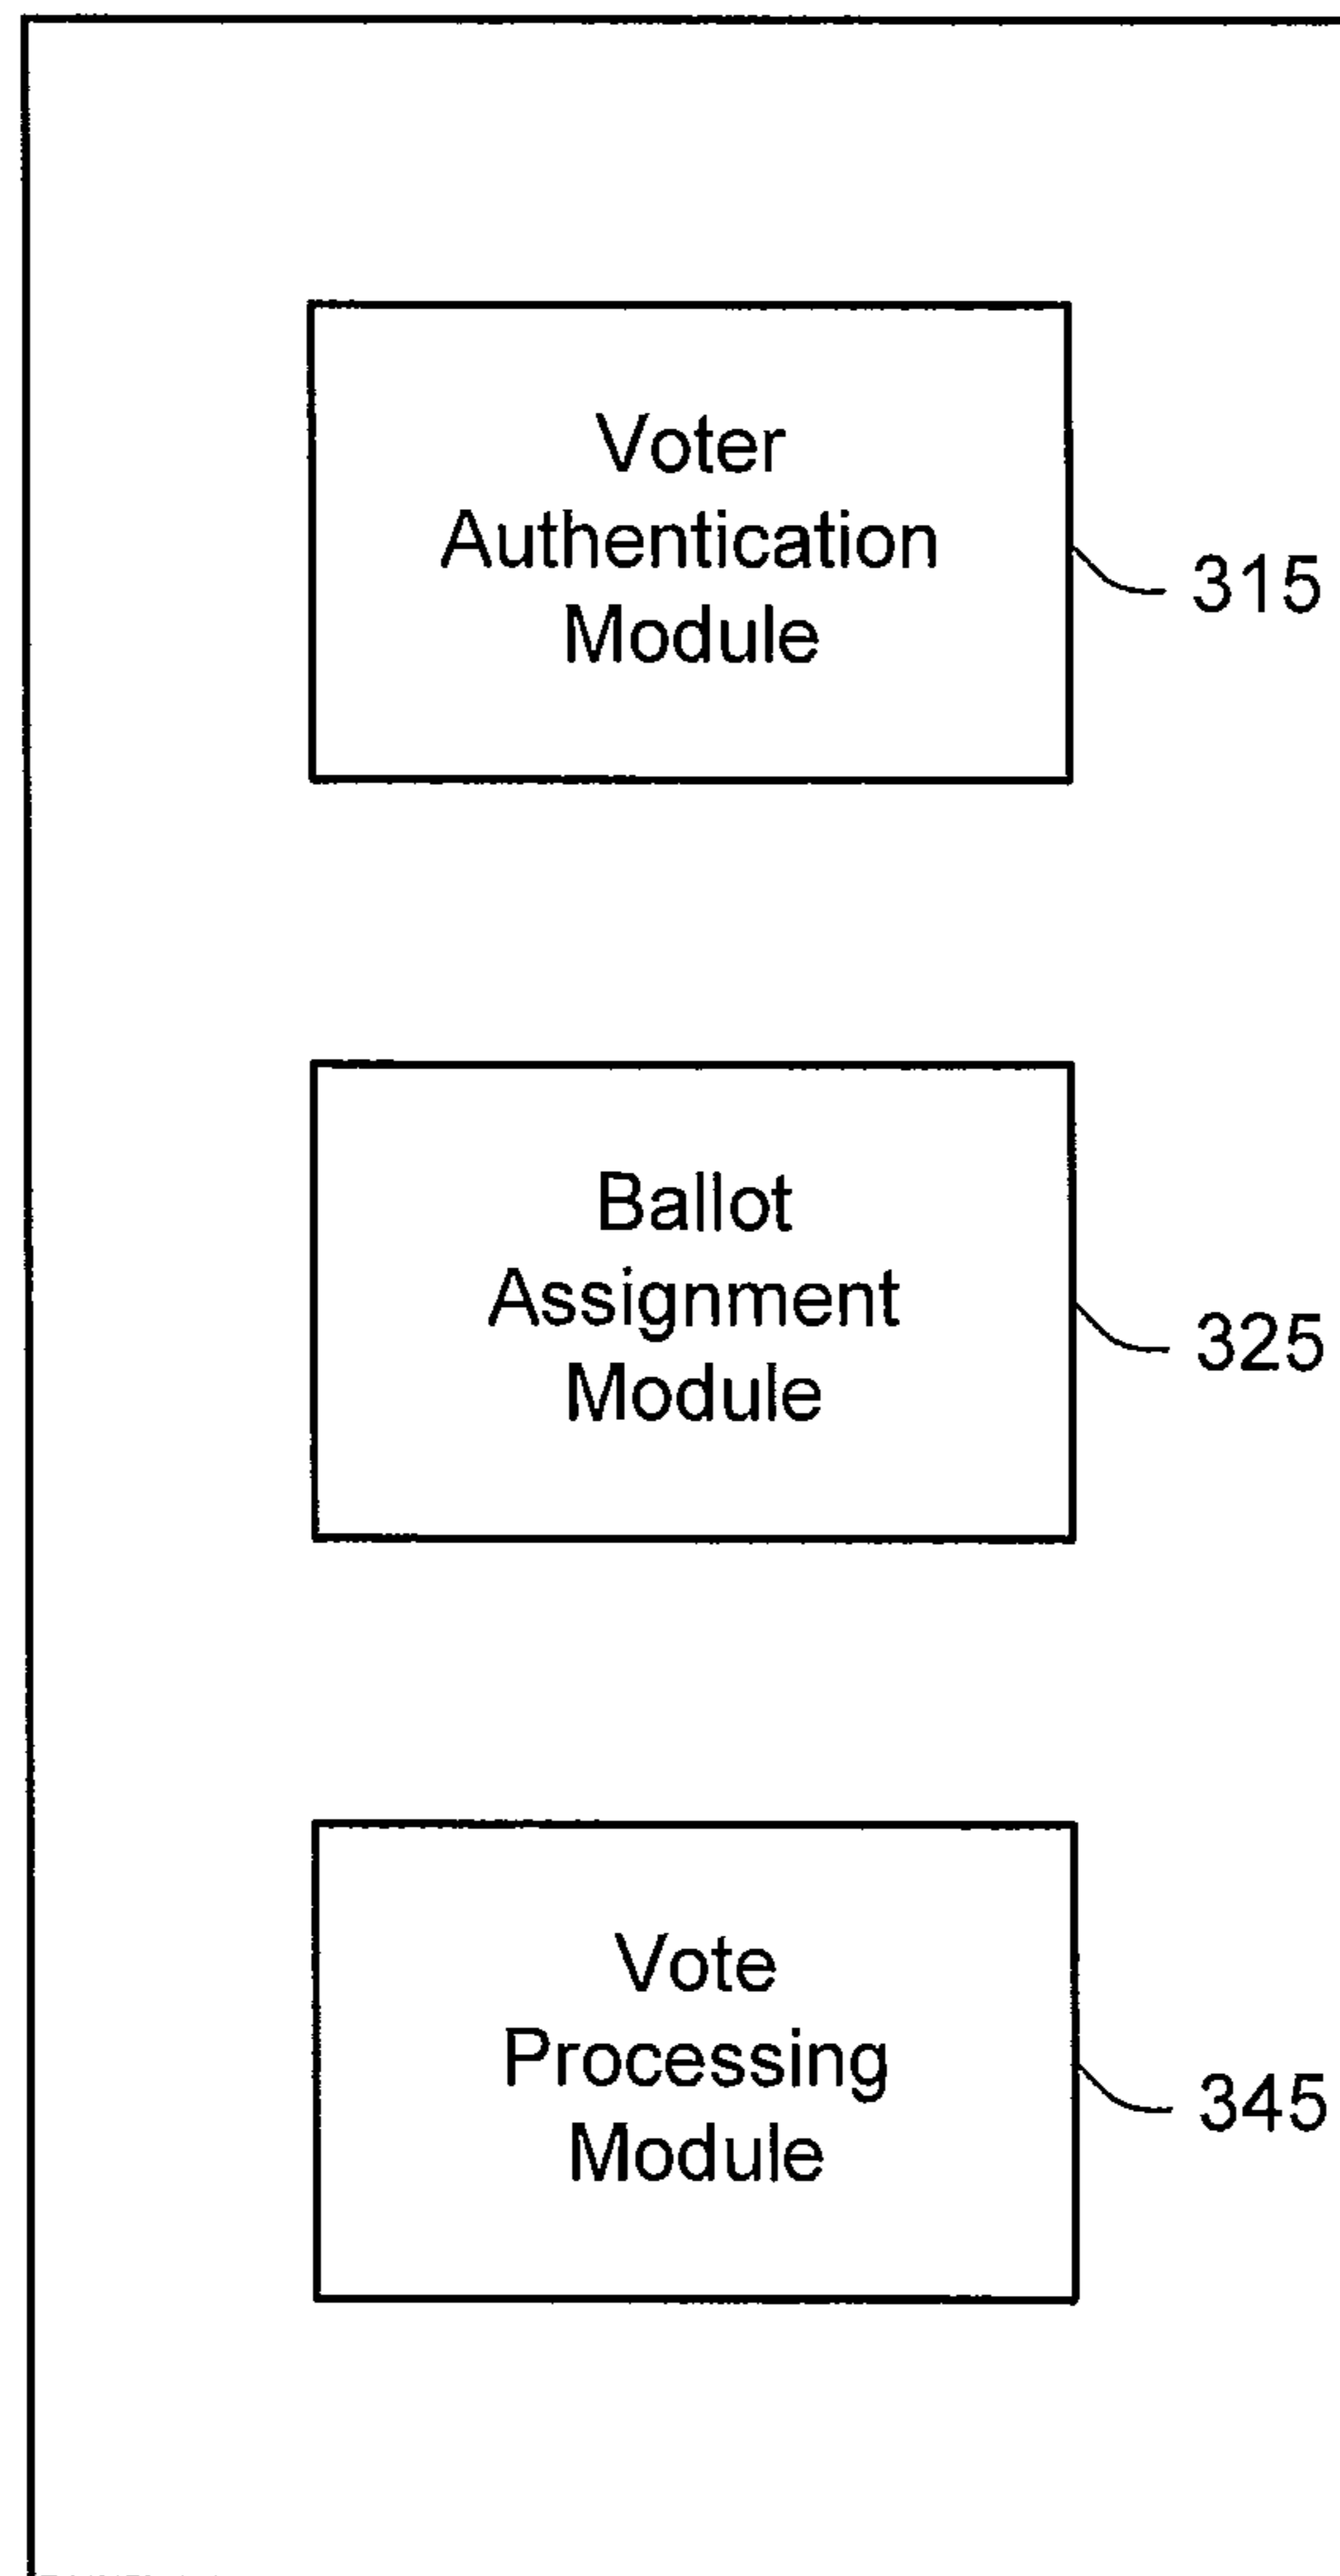 Voter
Authentication
Module
315
Ballot
Assignment
Module
325
Vote
Processing
Module
345